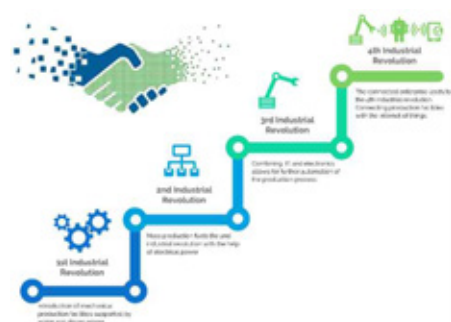 4th Industrial
Revolution
The connected enterprise
the 4th industrial revolution.
Connecting production facilities
with the internet of things.
3rd Industrial
Revolution
Combining IT and electronics
allows for further automation of
the production process.
2nd Industrial
Revolution
Mass production fuels the
industrial revolution with the help
of electrical power
1st Industrial
Revolution
Introduction of mechanical
production facilities supported by